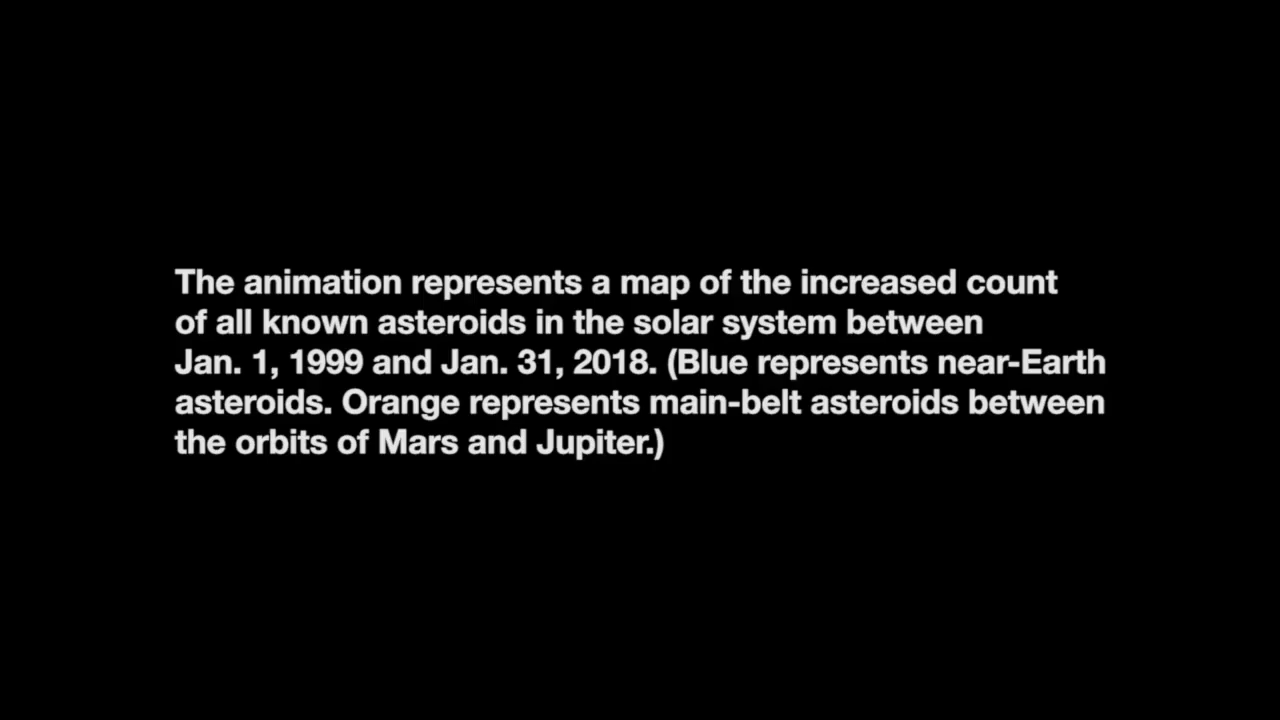 The animation represents a map of the increased count
of all known asteroids in the solar system between
Jan. 1, 1999 and Jan. 31, 2018. (Blue represents near-Earth
asteroids. Orange represents main-belt asteroids between
the orbits of Mars and Jupiter.)